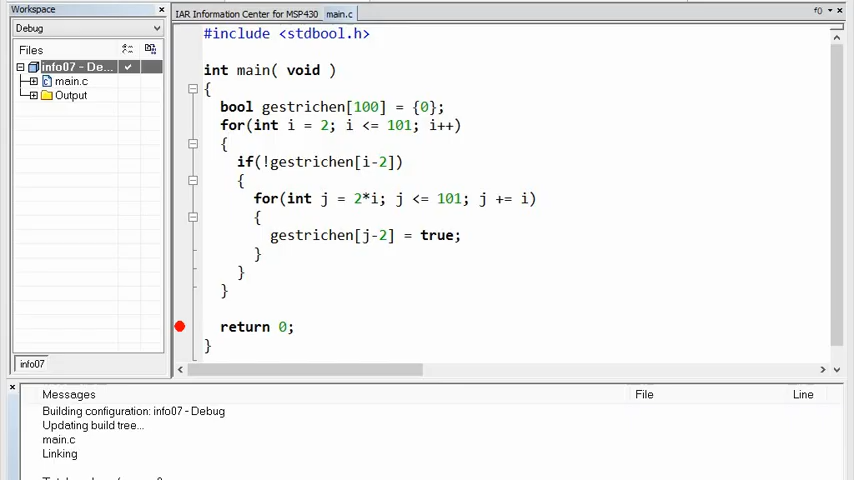 Workspace
Debug
Files
info07 - De...
main.c
Output
info07
IAR Information Center for MSP430 main.c
f()
#include <stdbool.h>
int main( void )
{
bool gestrichen[100] = {0};
for(int i = 2; i <= 101; i++)
{
if(!gestrichen[i-2])
{
for(int j = 2*i; j <= 101; j += i)
{
gestrichen[j-2] = true;
}
}
}
return 0;
}
Messages File Line
Building configuration: info07 - Debug
Updating build tree...
main.c
Linking